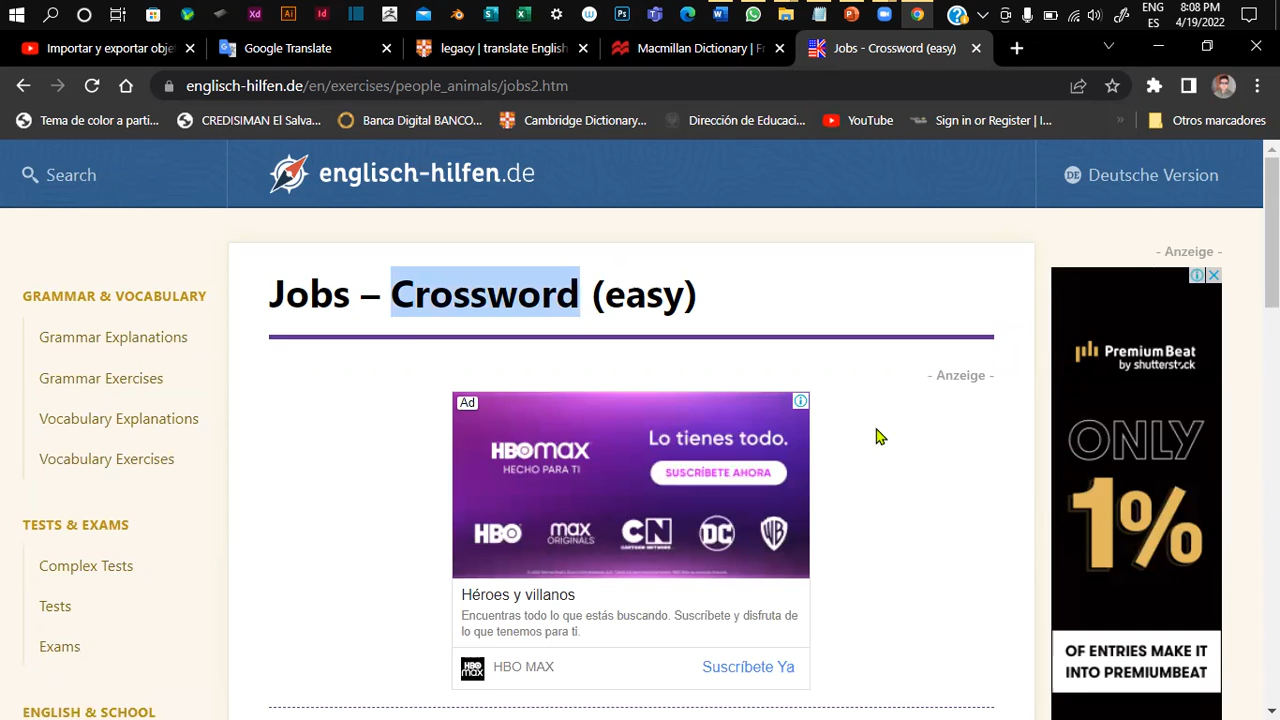 ENG
ES
8:08 PM
4/19/2022
Importar y exportar obje
Google Translate
legacy | translate English
Macmillan Dictionary | Fr
Jobs - Crossword (easy)
englisch-hilfen.de/en/exercises/people_animals/jobs2.htm
Tema de color a parti...
CREDISIMAN El Salva...
Banca Digital BANCO...
Cambridge Dictionary...
Dirección de Educaci...
YouTube
Sign in or Register | I...
»
Otros marcadores
Search
englisch-hilfen.de
DE Deutsche Version
- Anzeige -
GRAMMAR & VOCABULARY
Grammar Explanations
Grammar Exercises
Vocabulary Explanations
Vocabulary Exercises
TESTS & EXAMS
Complex Tests
Tests
Exams
ENGLISH & SCHOOL
Jobs – Crossword (easy)
- Anzeige -
Ad
HBOMAX
HECHO PARA TI
Lo tienes todo.
SUSCRÍBETE AHORA
HBO
max
ORIGINALS
CN
CARTOON NETWORK
DC
WB
Héroes y villanos
Encuentras todo lo que estás buscando. Suscríbete y disfruta de
lo que tenemos para ti.
HBO
max
HBO MAX
Suscríbete Ya
PremiumBeat
by shutterstock
ONLY
1%
OF ENTRIES MAKE IT
INTO PREMIUMBEAT